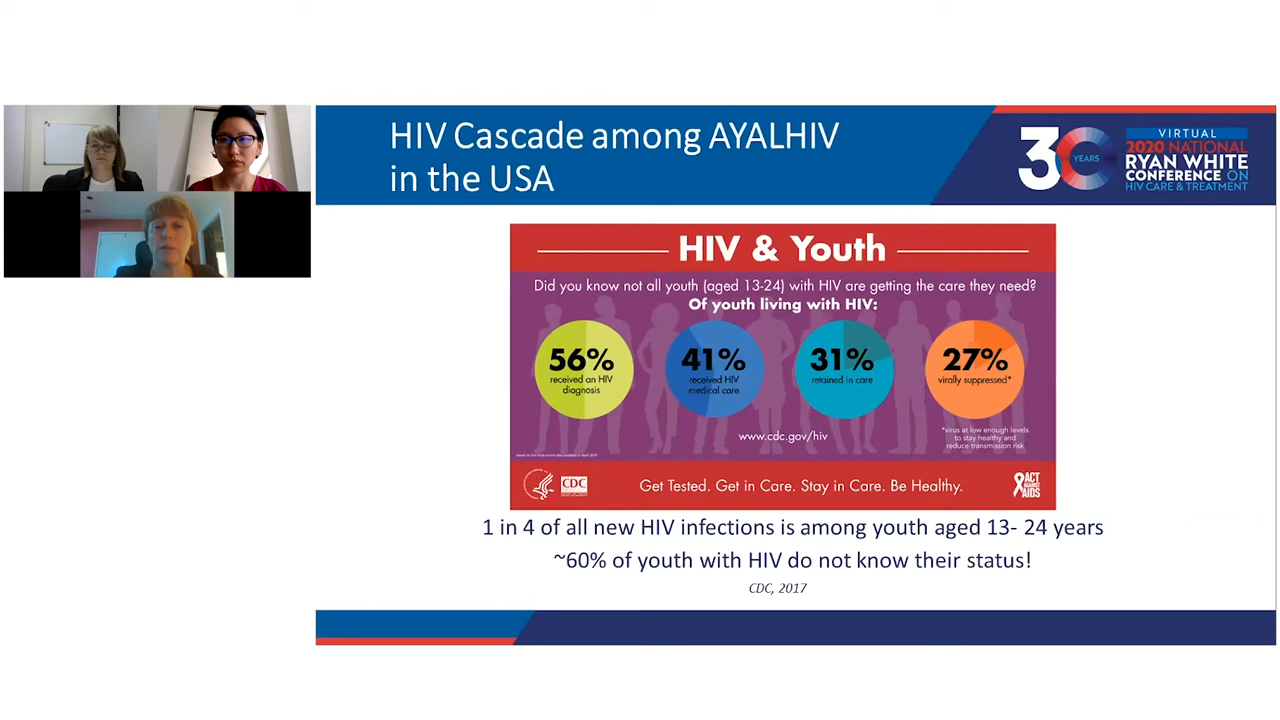 HIV Cascade among AYALHIV
in the USA
30 YEARS
VIRTUAL
2020 NATIONAL
RYAN WHITE
CONFERENCE ON
HIV CARE & TREATMENT
HIV & Youth
Did you know not all youth (aged 13-24) with HIV are getting the care they need?
Of youth living with HIV:
56%
received an HIV
diagnosis
41%
received HIV
medical care
31%
retained in care
27%
virally suppressed*
*virus at low enough levels
to stay healthy and
reduce transmission risk
www.cdc.gov/hiv
CDC
Get Tested. Get in Care. Stay in Care. Be Healthy.
ACT
AGAINST
AIDS
1 in 4 of all new HIV infections is among youth aged 13- 24 years
~60% of youth with HIV do not know their status!
CDC, 2017